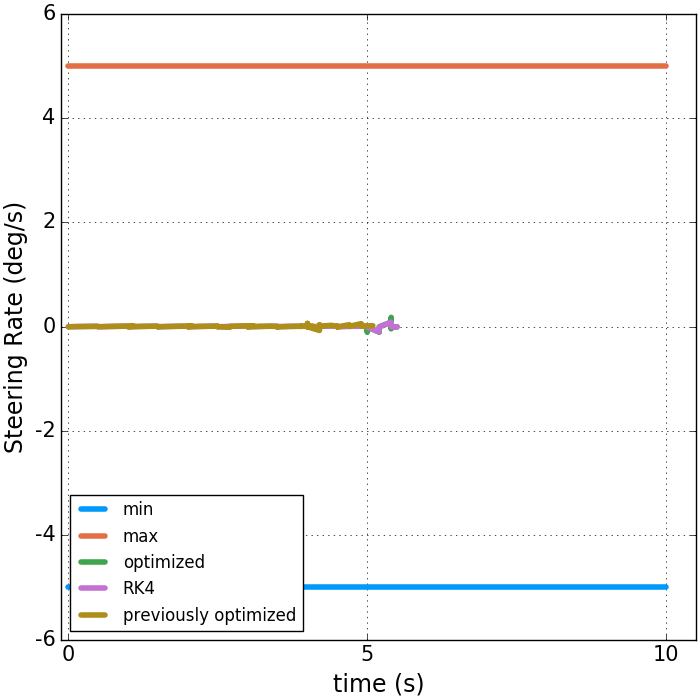 6
4
2
0
-2
-4
-6
Steering Rate (deg/s)
min
max
optimized
RK4
previously optimized
0 5 10
time (s)